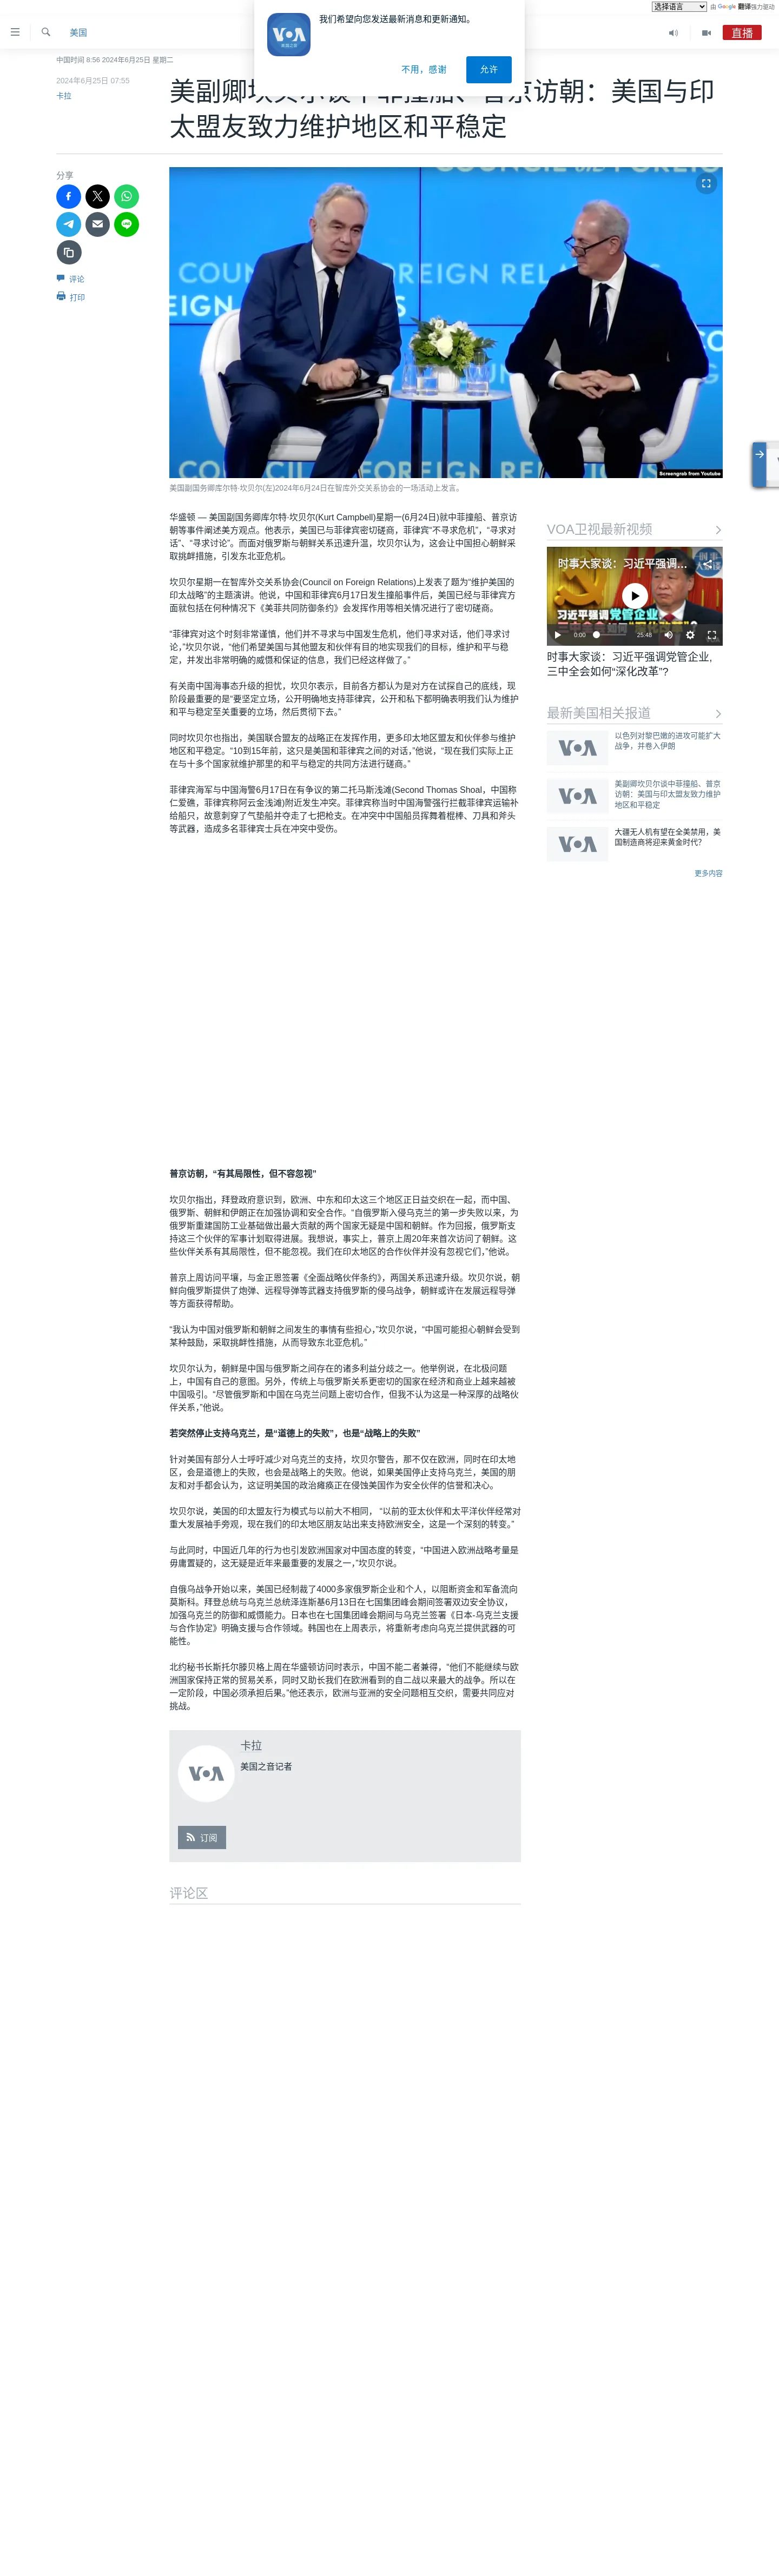 选择语言 由 Google 翻译强力驱动
我们希望向您发送最新消息和更新通知。
VOA
美国之音
不用，感谢
允许
美国
直播
中国时间 8:56 2024年6月25日 星期二
2024年6月25日 07:55
卡拉
美国与印
太盟友致力维护地区和平稳定
分享
评论
打印
COUNCIL FOREIGN RELATIONS
Screengrab from Youtube
美国副国务卿库尔特·坎贝尔(左)2024年6月24日在智库外交关系协会的一场活动上发言。
华盛顿 — 美国副国务卿库尔特·坎贝尔(Kurt Campbell)星期一(6月24日)就中菲撞船、普京访
朝等事件阐述美方观点。他表示，美国已与菲律宾密切磋商，菲律宾“不寻求危机”，“寻求对
话”、“寻求讨论”。而面对俄罗斯与朝鲜关系迅速升温，坎贝尔认为，这会让中国担心朝鲜采
取挑衅措施，引发东北亚危机。
坎贝尔星期一在智库外交关系协会(Council on Foreign Relations)上发表了题为“维护美国的
印太战略”的主题演讲。他说，中国和菲律宾6月17日发生撞船事件后，美国已经与菲律宾方
面就包括在何种情况下《美菲共同防御条约》会发挥作用等相关情况进行了密切磋商。
“菲律宾对这个时刻非常谨慎，他们并不寻求与中国发生危机，他们寻求对话，他们寻求讨
论，”坎贝尔说，“他们希望美国与其他盟友和伙伴有目的地实现我们的目标，维护和平与稳
定，并发出非常明确的威慑和保证的信息，我们已经这样做了。”
有关南中国海事态升级的担忧，坎贝尔表示，目前各方都认为是对方在试探自己的底线，现
阶段最重要的是“要坚定立场，公开明确地支持菲律宾，公开和私下都明确表明我们认为维护
和平与稳定至关重要的立场，然后贯彻下去。”
同时坎贝尔也指出，美国联合盟友的战略正在发挥作用，更多印太地区盟友和伙伴参与维护
地区和平稳定。“10到15年前，这只是美国和菲律宾之间的对话，”他说，“现在我们实际上正
在与十多个国家就维护那里的和平与稳定的共同方法进行磋商。”
菲律宾海军与中国海警6月17日在有争议的第二托马斯浅滩(Second Thomas Shoal，中国称
仁爱礁，菲律宾称阿云金浅滩)附近发生冲突。菲律宾称当时中国海警强行拦截菲律宾运输补
给船只，故意刺穿了气垫船并夺走了七把枪支。在冲突中中国船员挥舞着棍棒、刀具和斧头
等武器，造成多名菲律宾士兵在冲突中受伤。
VOA卫视最新视频
时事大家谈：习近平强调...
习近平强调党管企业
0:00
25:48
时事大家谈：习近平强调党管企业，
三中全会如何“深化改革”?
最新美国相关报道
VOA
以色列对黎巴嫩的进攻可能扩大
战争，并卷入伊朗
VOA
美副卿坎贝尔谈中菲撞船、普京
访朝：美国与印太盟友致力维护
地区和平稳定
VOA
大疆无人机有望在全美禁用，美
国制造商将迎来黄金时代？
更多内容
普京访朝，“有其局限性，但不容忽视”
坎贝尔指出，拜登政府意识到，欧洲、中东和印太这三个地区正日益交织在一起，而中国、
俄罗斯、朝鲜和伊朗正在加强协调和安全合作。“自俄罗斯入侵乌克兰的第一步失败以来，为
俄罗斯重建国防工业基础做出最大贡献的两个国家无疑是中国和朝鲜。作为回报，俄罗斯支
持这三个伙伴的军事计划取得进展。我想说，事实上，普京上周20年来首次访问了朝鲜。这
些伙伴关系有其局限性，但不能忽视。我们在印太地区的合作伙伴并没有忽视它们，”他说。
普京上周访问平壤，与金正恩签署《全面战略伙伴条约》，两国关系迅速升级。坎贝尔说，朝
鲜向俄罗斯提供了炮弹、远程导弹等武器支持俄罗斯的侵乌战争，朝鲜或许在发展远程导弹
等方面获得帮助。
“我认为中国对俄罗斯和朝鲜之间发生的事情有些担心，”坎贝尔说，“中国可能担心朝鲜会受到
某种鼓励，采取挑衅性措施，从而导致东北亚危机。”
坎贝尔认为，朝鲜是中国与俄罗斯之间存在的诸多利益分歧之一。他举例说，在北极问题
上，中国有自己的意图。另外，传统上与俄罗斯关系更密切的国家在经济和商业上越来越被
中国吸引。“尽管俄罗斯和中国在乌克兰问题上密切合作，但我不认为这是一种深厚的战略伙
伴关系，”他说。
若突然停止支持乌克兰，是“道德上的失败”，也是“战略上的失败”
针对美国有部分人士呼吁减少对乌克兰的支持，坎贝尔警告，那不仅在欧洲，同时在印太地
区，会是道德上的失败，也会是战略上的失败。他说，如果美国停止支持乌克兰，美国的朋
友和对手都会认为，这证明美国的政治瘫痪正在侵蚀美国作为安全伙伴的信誉和决心。
坎贝尔说，美国的印太盟友行为模式与以前大不相同， “以前的亚太伙伴和太平洋伙伴经常对
重大发展袖手旁观，现在我们的印太地区朋友站出来支持欧洲安全，这是一个深刻的转变。”
与此同时，中国近几年的行为也引发欧洲国家对中国态度的转变，“中国进入欧洲战略考量是
毋庸置疑的，这无疑是近年来最重要的发展之一，”坎贝尔说。
自俄乌战争开始以来，美国已经制裁了4000多家俄罗斯企业和个人，以阻断资金和军备流向
莫斯科。拜登总统与乌克兰总统泽连斯基6月13日在七国集团峰会期间签署双边安全协议，
加强乌克兰的防御和威慑能力。日本也在七国集团峰会期间与乌克兰签署《日本-乌克兰支援
与合作协定》明确支援与合作领域。韩国也在上周表示，将重新考虑向乌克兰提供武器的可
能性。
北约秘书长斯托尔滕贝格上周在华盛顿访问时表示，中国不能二者兼得，“他们不能继续与欧
洲国家保持正常的贸易关系，同时又助长我们在欧洲看到的自二战以来最大的战争。所以在
一定阶段，中国必须承担后果。”他还表示，欧洲与亚洲的安全问题相互交织，需要共同应对
挑战。
VOA
卡拉
美国之音记者
订阅
评论区